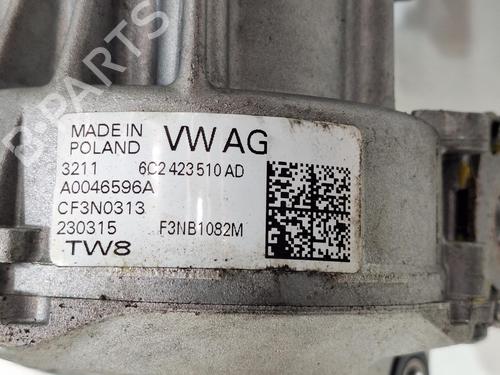 B-PARTS
MADE IN POLAND VW AG
3211 6C2 423 510 AD
A0046596A
CF3N0313
230315 F3NB1082M
TW8